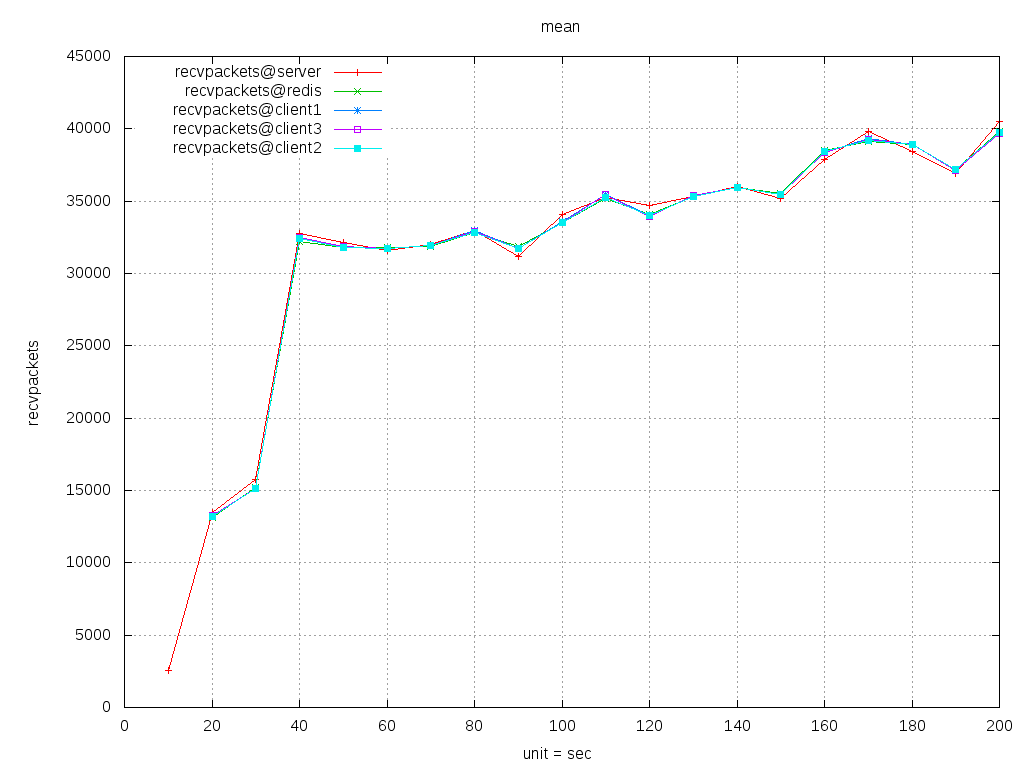 mean
45000
40000
35000
30000
25000
20000
15000
10000
5000
0
recvpackets
recvpackets@server
recvpackets@redis
recvpackets@client1
recvpackets@client3
recvpackets@client2
0 20 40 60 80 100 120 140 160 180 200
unit = sec